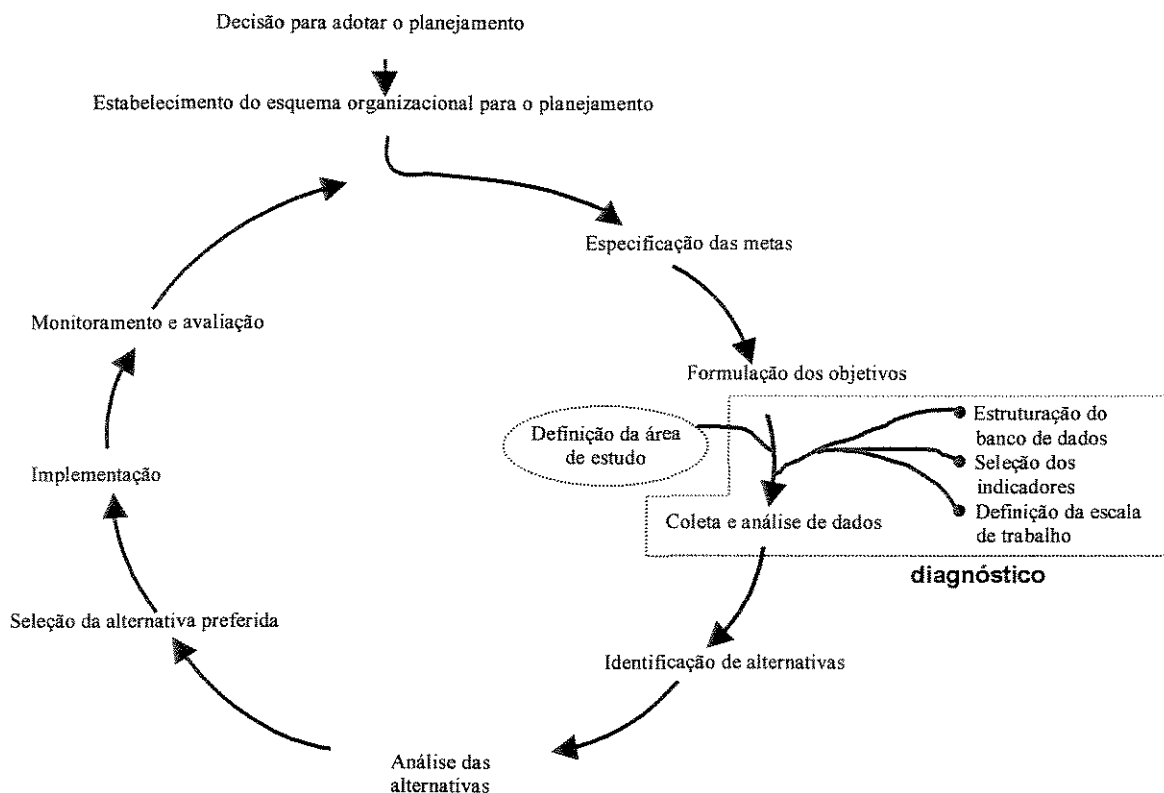 Decisão para adotar o planejamento
Estabelecimento do esquema organizacional para o planejamento
Especificação das metas
Monitoramento e avaliação
Formulação dos objetivos
Definição da área
de estudo
Estruturação do
banco de dados
Seleção dos
indicadores
Definição da escala
de trabalho
Implementação
Coleta e análise de dados
diagnóstico
Seleção da alternativa preferida
Identificação de alternativas
Análise das
alternativas